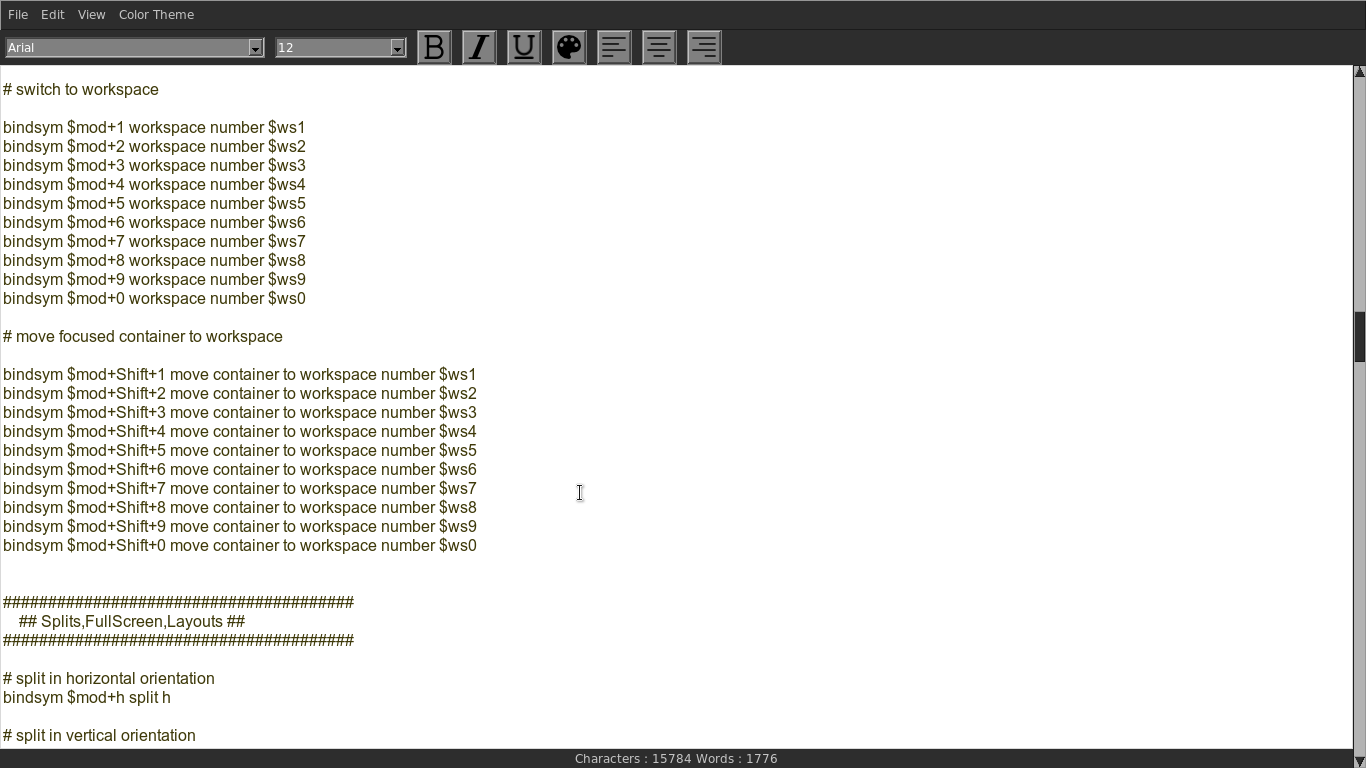 File Edit View Color Theme
Arial 12 B I U
# switch to workspace
bindsym $mod+1 workspace number $ws1
bindsym $mod+2 workspace number $ws2
bindsym $mod+3 workspace number $ws3
bindsym $mod+4 workspace number $ws4
bindsym $mod+5 workspace number $ws5
bindsym $mod+6 workspace number $ws6
bindsym $mod+7 workspace number $ws7
bindsym $mod+8 workspace number $ws8
bindsym $mod+9 workspace number $ws9
bindsym $mod+0 workspace number $ws0
# move focused container to workspace
bindsym $mod+Shift+1 move container to workspace number $ws1
bindsym $mod+Shift+2 move container to workspace number $ws2
bindsym $mod+Shift+3 move container to workspace number $ws3
bindsym $mod+Shift+4 move container to workspace number $ws4
bindsym $mod+Shift+5 move container to workspace number $ws5
bindsym $mod+Shift+6 move container to workspace number $ws6
bindsym $mod+Shift+7 move container to workspace number $ws7
bindsym $mod+Shift+8 move container to workspace number $ws8
bindsym $mod+Shift+9 move container to workspace number $ws9
bindsym $mod+Shift+0 move container to workspace number $ws0
#######################################
## Splits,FullScreen,Layouts ##
#######################################
# split in horizontal orientation
bindsym $mod+h split h
# split in vertical orientation
Characters : 15784 Words : 1776